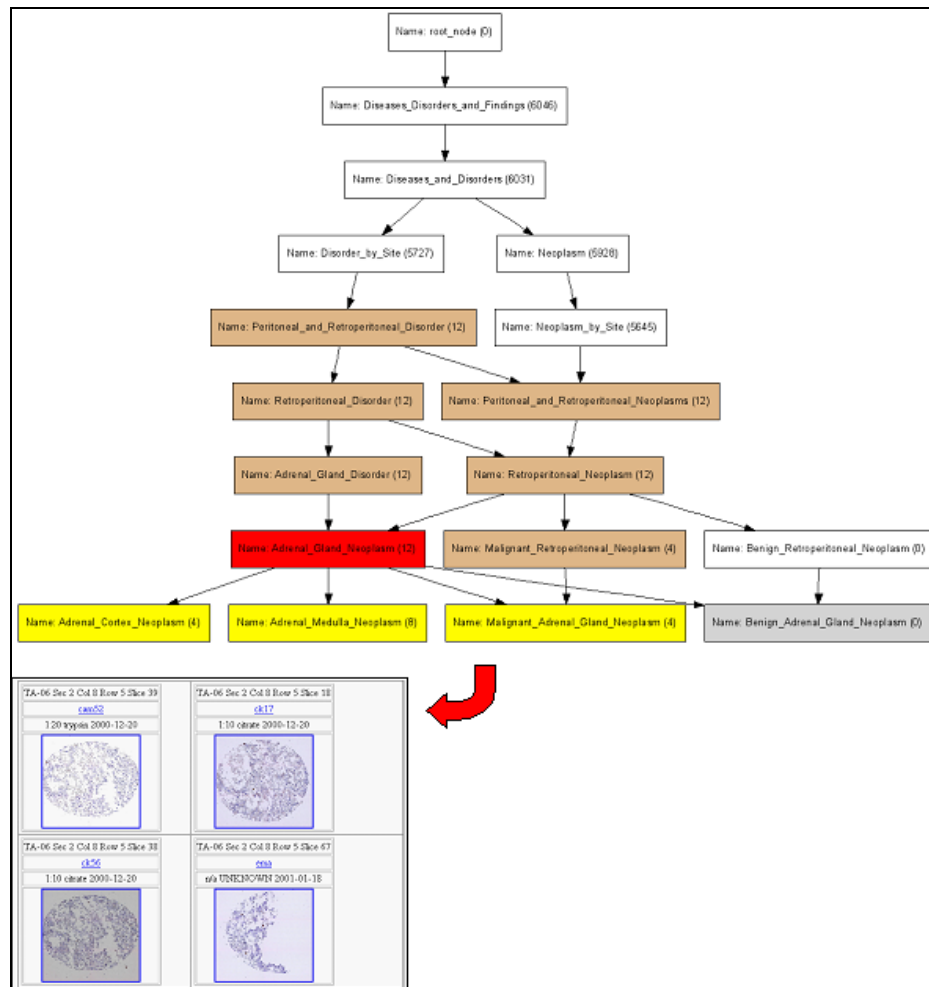 Name: root_node (0)
Name: Diseases_Disorders_and_Findings (6046)
Name: Diseases_and_Disorders (6031)
Name: Disorder_by_Site (5727)
Name: Neoplasm (5928)
Name: Peritoneal_and_Retroperitoneal_Disorder (12)
Name: Neoplasm_by_Site (5645)
Name: Retroperitoneal_Disorder (12)
Name: Peritoneal_and_Retroperitoneal_Neoplasms (12)
Name: Adrenal_Gland_Disorder (12)
Name: Retroperitoneal_Neoplasm (12)
Name: Adrenal_Gland_Neoplasm (12)
Name: Malignant_Retroperitoneal_Neoplasm (4)
Name: Benign_Retroperitoneal_Neoplasm (0)
Name: Adrenal_Cortex_Neoplasm (4)
Name: Adrenal_Medulla_Neoplasm (8)
Name: Malignant_Adrenal_Gland_Neoplasm (4)
Name: Benign_Adrenal_Gland_Neoplasm (0)
TA-06 Sec 2 Col 8 Row 5 Slice 39
cam52
1:20 trypsin 2000-12-20
TA-06 Sec 2 Col 8 Row 5 Slice 18
ck17
1:10 citrate 2000-12-20
TA-06 Sec 2 Col 8 Row 5 Slice 38
ck56
1:10 citrate 2000-12-20
TA-06 Sec 2 Col 8 Row 5 Slice 67
ema
n/a UNKNOWN 2001-01-18